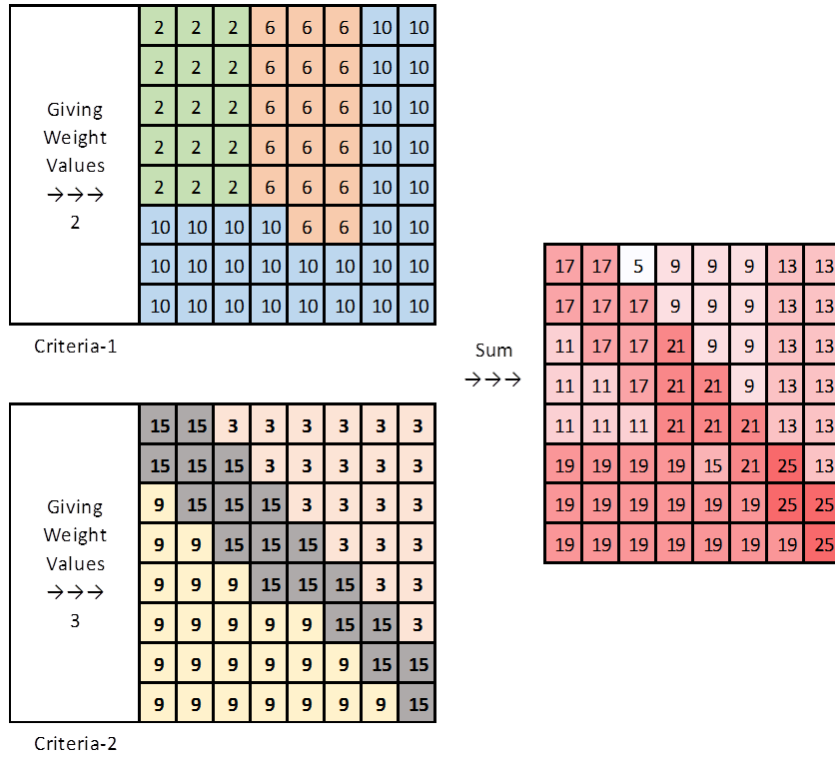 Giving
Weight
Values
→→→
2
2 2 2 6 6 6 10 10
2 2 2 6 6 6 10 10
2 2 2 6 6 6 10 10
2 2 2 6 6 6 10 10
2 2 2 6 6 6 10 10
10 10 10 10 6 6 10 10
10 10 10 10 10 10 10 10
10 10 10 10 10 10 10 10
Criteria-1
Giving
Weight
Values
→→→
3
15 15 3 3 3 3 3 3
15 15 15 3 3 3 3 3
9 15 15 15 3 3 3 3
9 9 15 15 15 3 3 3
9 9 9 15 15 15 3 3
9 9 9 9 9 15 15 3
9 9 9 9 9 9 15 15
9 9 9 9 9 9 9 15
Criteria-2
Sum
→→→
17 17 5 9 9 9 13 13
17 17 17 9 9 9 13 13
11 17 17 21 9 9 13 13
11 11 17 21 21 9 13 13
11 11 11 21 21 21 13 13
19 19 19 19 15 21 25 13
19 19 19 19 19 19 25 25
19 19 19 19 19 19 19 25